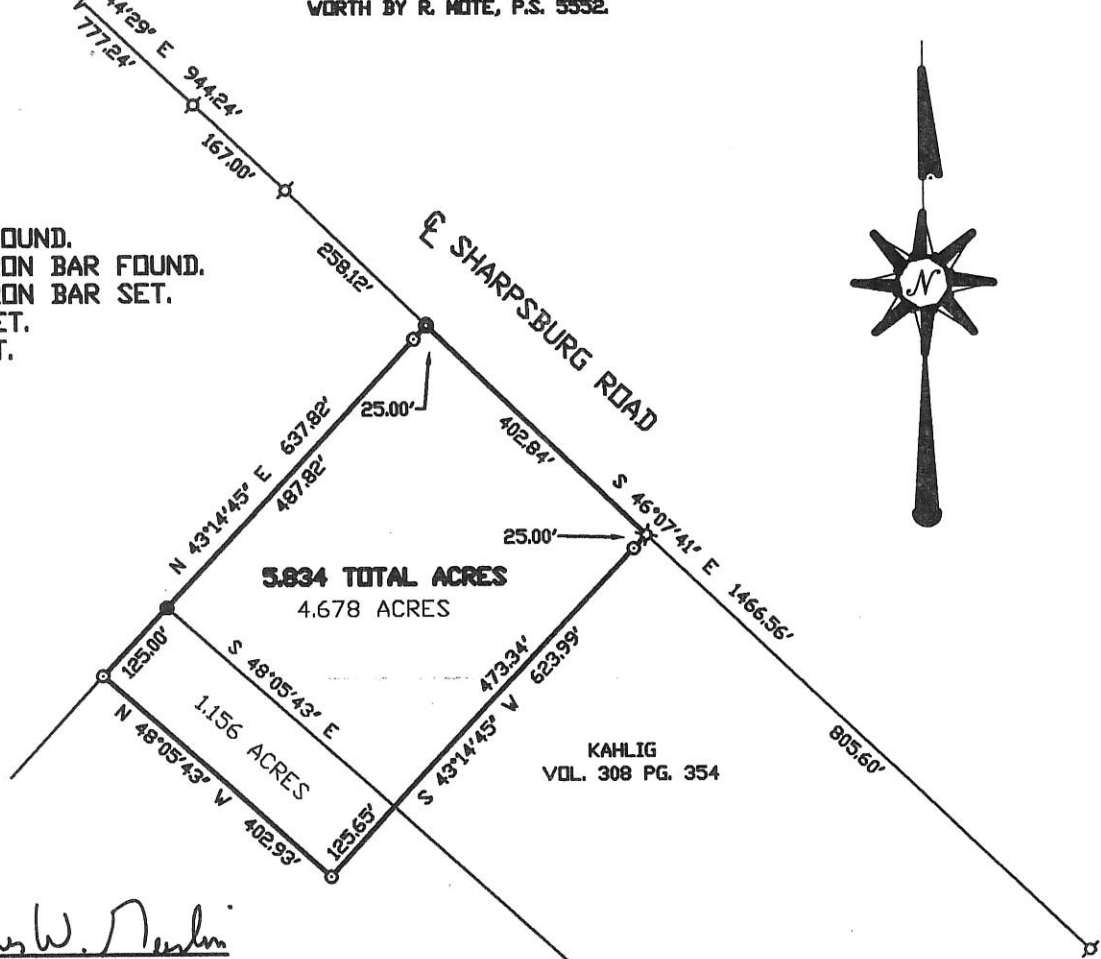 WORTH BY R. MOTE, P.S. 5552.
44'29" E 944.24'
777.24'
167.00'
OUND.
ON BAR FOUND.
RON BAR SET.
ET.
T.
258.12'
℄ SHARPSBURG ROAD
N
25.00'
402.84'
N 43°14'45" E 637.82'
487.82'
S 46°07'41" E 1466.56'
25.00'
5.834 TOTAL ACRES
4.678 ACRES
125.00'
S 48°05'43" E
473.34'
S 43°14'45" W 623.99'
1.156 ACRES
N 48°05'43" W 402.93'
125.65'
KAHLIG
VOL. 308 PG. 354
805.60'
W.